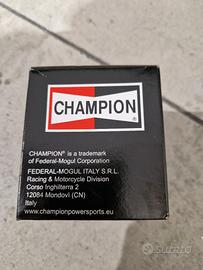 CHAMPION
®
CHAMPION® is a trademark
of Federal-Mogul Corporation
FEDERAL-MOGUL ITALY S.R.L.
Racing & Motorcycle Division
Corso Inghilterra 2
12084 Mondovì (CN)
Italy
www.championpowersports.eu
subito